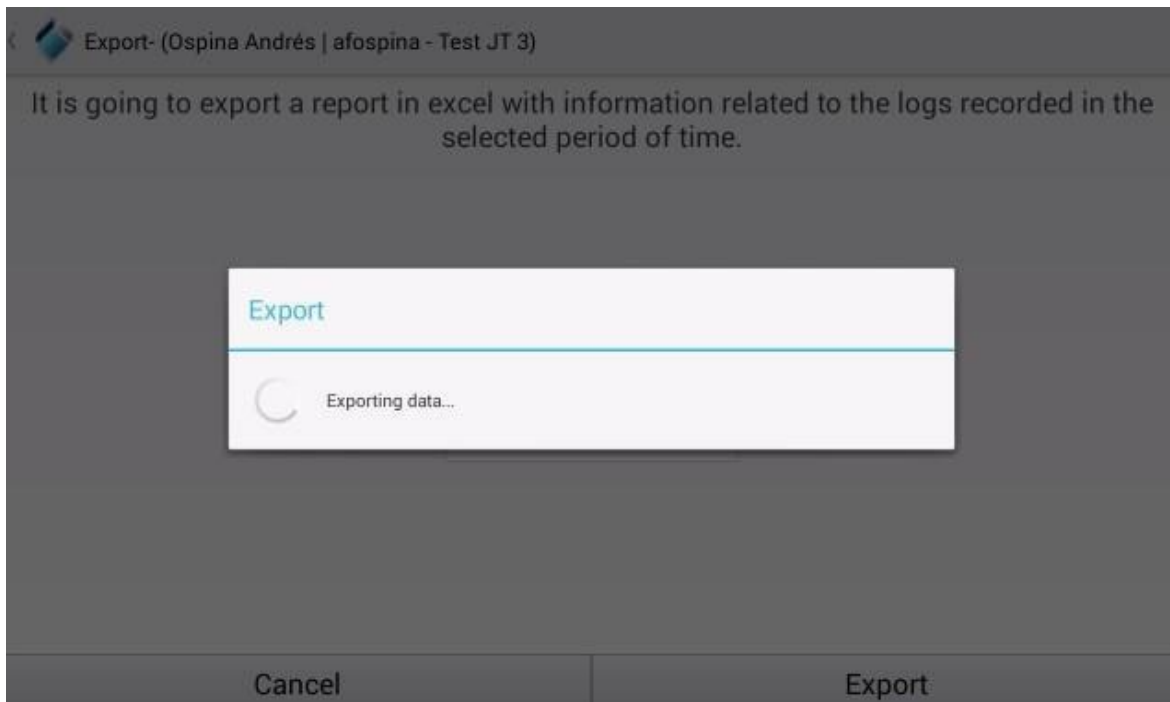 Export- (Ospina Andrés | afospina - Test JT 3)
It is going to export a report in excel with information related to the logs recorded in the
selected period of time.
Export
Exporting data...
Cancel
Export